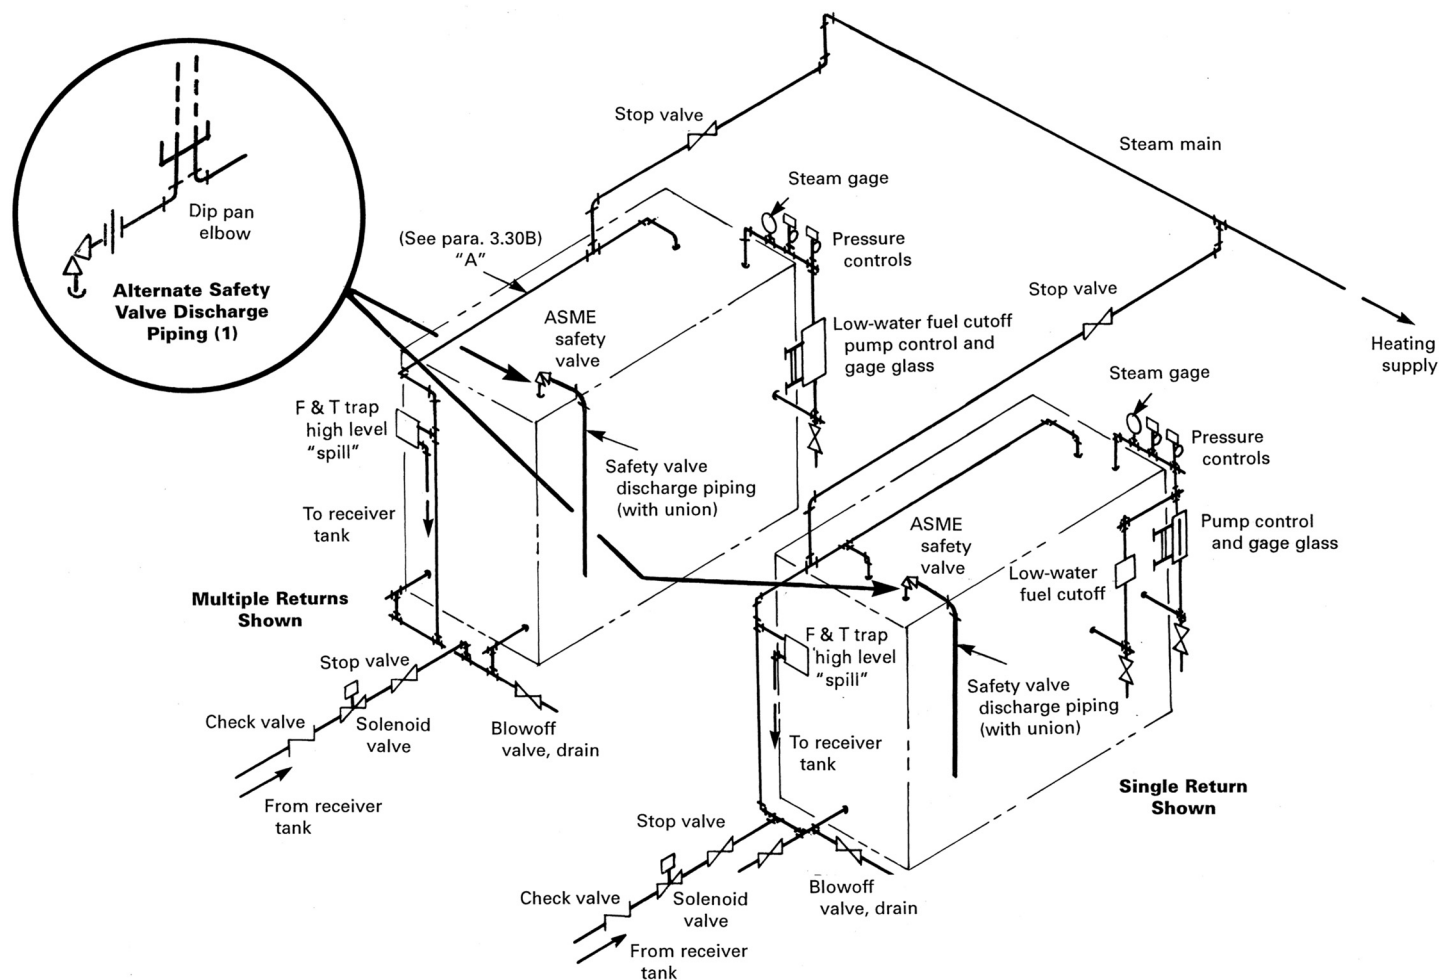 Stop valve
Steam main
Steam gage
Dip pan
elbow
(See para. 3.30B)
"A"
Pressure
controls
Alternate Safety
Valve Discharge
Piping (1)
Stop valve
ASME
safety
valve
Low-water fuel cutoff
pump control and
gage glass
Heating
supply
Steam gage
F & T trap
high level
"spill"
Pressure
controls
Safety valve
discharge piping
(with union)
To receiver
tank
ASME
safety
valve
Pump control
and gage glass
Low-water
fuel cutoff
Multiple Returns
Shown
F & T trap
high level
"spill"
Stop valve
Safety valve
discharge piping
(with union)
Check valve
Solenoid
valve
Blowoff
valve, drain
To receiver
tank
Single Return
Shown
From receiver
tank
Stop valve
Check valve
Solenoid
valve
Blowoff
valve, drain
From receiver
tank